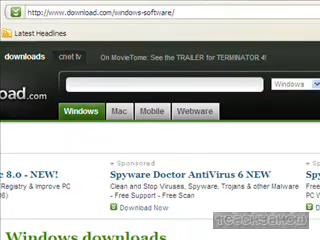 http://www.download.com/windows-software/
Latest Headlines
downloads cnet tv On MovieTome: See the TRAILER for TERMINATOR 4!
oad.com
Windows
Windows Mac Mobile Webware
Sponsored Spo
c 8.0 - NEW! Spyware Doctor AntiVirus 6 NEW
Registry & Improve PC Clean and Stop Viruses, Spyware, Trojans & other Malware
- Free Support - Free Scan
Download Now
Windows downloads